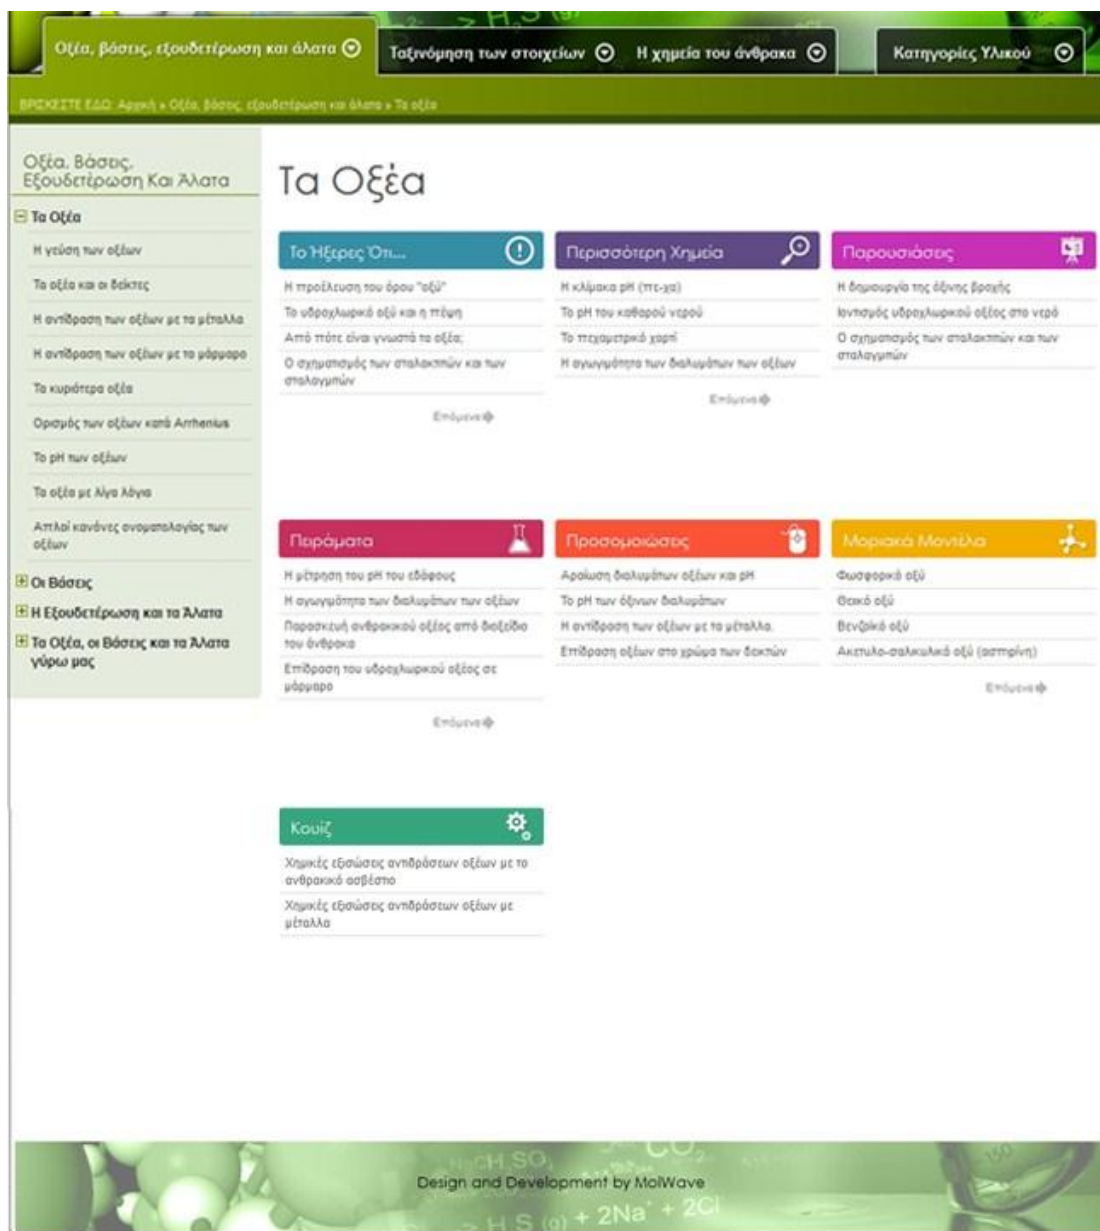 Οξέα, βάσεις, εξουδετέρωση και άλατα
Ταξινόμηση των στοιχείων
Η χημεία του άνθρακα
Κατηγορίες Υλικού
ΒΡΙΣΚΕΣΤΕ ΕΔΩ: Αρχική » Οξέα, βάσεις, εξουδετέρωση και άλατα » Τα οξέα
Οξέα, Βάσεις,
Εξουδετέρωση Και Άλατα
Τα Οξέα
Η γεύση των οξέων
Τα οξέα και οι δείκτες
Η αντίδραση των οξέων με τα μέταλλα
Η αντίδραση των οξέων με το μάρμαρο
Τα κυριότερα οξέα
Ορισμός των οξέων κατά Arrhenius
Το pH των οξέων
Τα οξέα με λίγα λόγια
Απλοί κανόνες ονοματολογίας των
οξέων
Οι Βάσεις
Η Εξουδετέρωση και τα Άλατα
Τα Οξέα, οι Βάσεις και τα Άλατα
γύρω μας
Τα Οξέα
Το Ήξερες Ότι...
Η προέλευση του όρου "οξύ"
Το υδροχλωρικό οξύ και η πέψη
Από πότε είναι γνωστά τα οξέα;
Ο σχηματισμός των σταλακτιτών και των
σταλαγμιτών
Επόμενα
Περισσότερη Χημεία
Η κλίμακα pH (πε-χα)
Το pH του καθαρού νερού
Το πεχαμετρικό χαρτί
Η αγωγιμότητα των διαλυμάτων των οξέων
Επόμενα
Παρουσιάσεις
Η δημιουργία της όξινης βροχής
Ιοντισμός υδροχλωρικού οξέος στο νερό
Ο σχηματισμός των σταλακτιτών και των
σταλαγμιτών
Πειράματα
Η μέτρηση του pH του εδάφους
Η αγωγιμότητα των διαλυμάτων των οξέων
Παρασκευή ανθρακικού οξέος από διοξείδιο
του άνθρακα
Επίδραση του υδροχλωρικού οξέος σε
μάρμαρο
Επόμενα
Προσομοιώσεις
Αραίωση διαλυμάτων οξέων και pH
Το pH των όξινων διαλυμάτων
Η αντίδραση των οξέων με τα μέταλλα.
Επίδραση οξέων στο χρώμα των δεικτών
Μοριακά Μοντέλα
Φωσφορικό οξύ
Θειικό οξύ
Βενζοϊκό οξύ
Ακετυλο-σαλικυλικό οξύ (ασπιρίνη)
Επόμενα
Κουίζ
Χημικές εξισώσεις αντιδράσεων οξέων με το
ανθρακικό ασβέστιο
Χημικές εξισώσεις αντιδράσεων οξέων με
μέταλλα
Design and Development by MolWave